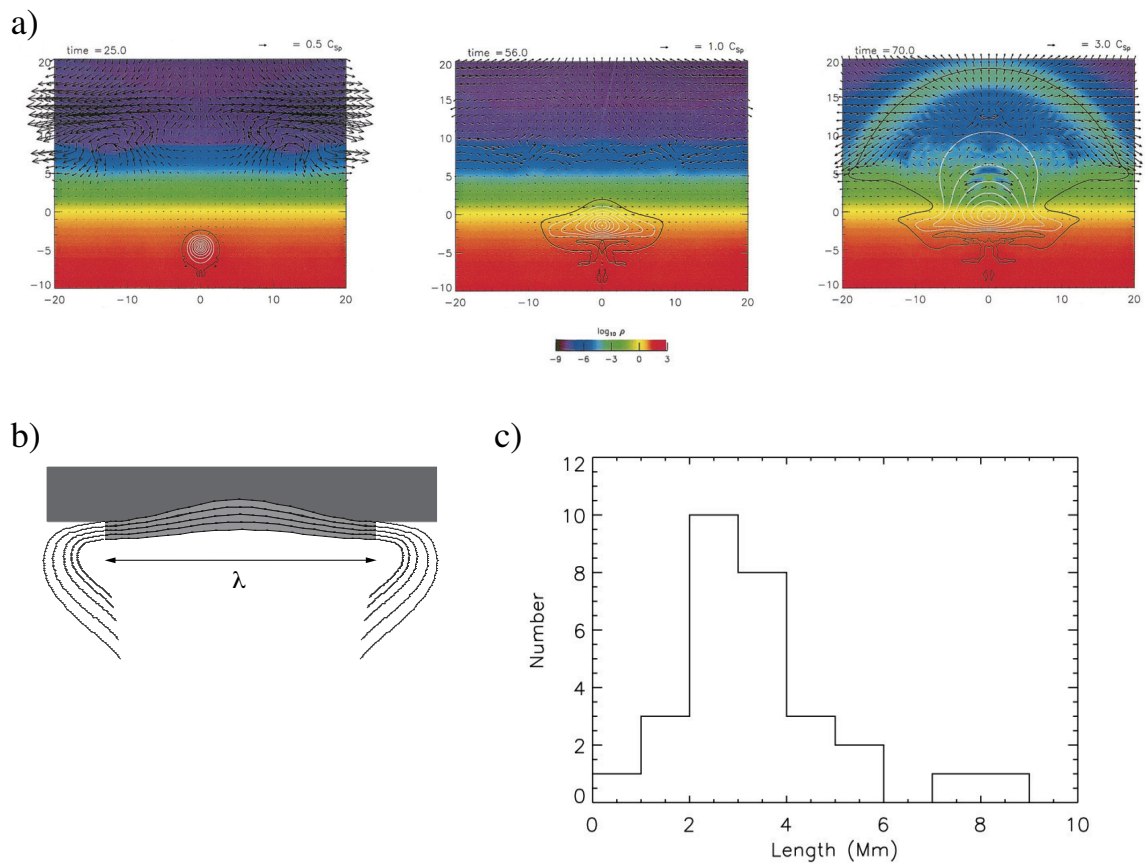 a)
time =25.0 → = 0.5 C_Sp
time =56.0 → = 1.0 C_Sp
time =70.0 → = 3.0 C_Sp
20
15
10
5
0
−5
−10
−20 −10 0 10 20
20
15
10
5
0
−5
−10
−20 −10 0 10 20
20
15
10
5
0
−5
−10
−20 −10 0 10 20
log₁₀ ρ
−9 −6 −3 0 3
b)
λ
c)
12
10
8
6
4
2
0
Number
0 2 4 6 8 10
Length (Mm)